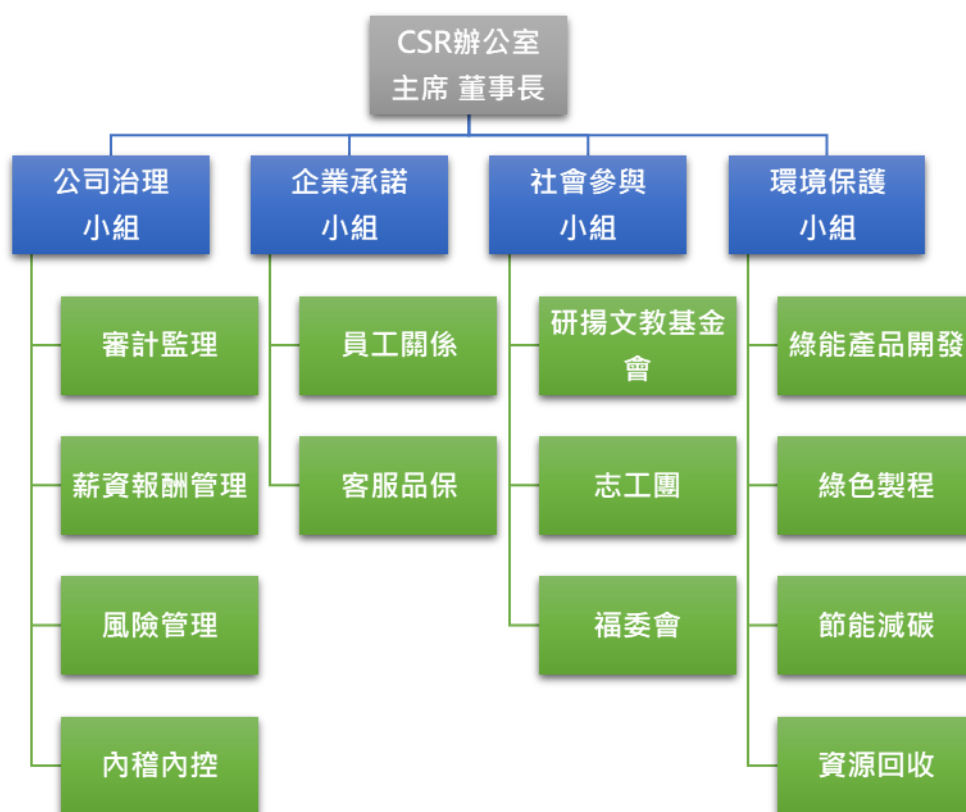 CSR辦公室
主席 董事長
公司治理
小組
企業承諾
小組
社會參與
小組
環境保護
小組
審計監理
員工關係
研揚文教基金
會
綠能產品開發
薪資報酬管理
客服品保
志工團
綠色製程
風險管理
福委會
節能減碳
內稽內控
資源回收